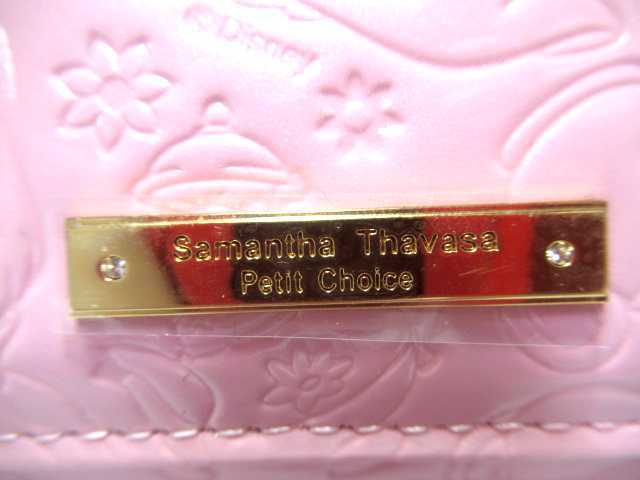 © Disney
Samantha Thavasa
Petit Choice